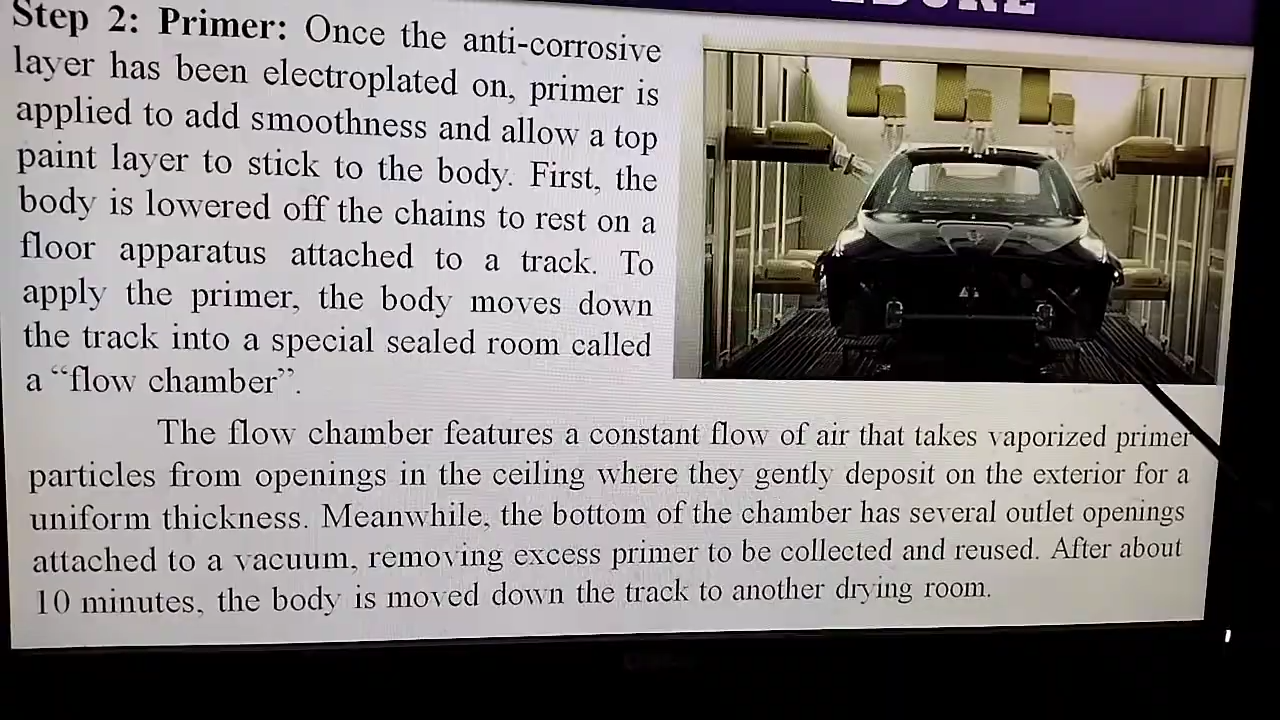 Step 2: Primer: Once the anti-corrosive
layer has been electroplated on, primer is
applied to add smoothness and allow a top
paint layer to stick to the body. First, the
body is lowered off the chains to rest on a
floor apparatus attached to a track. To
apply the primer, the body moves down
the track into a special sealed room called
a “flow chamber”.
The flow chamber features a constant flow of air that takes vaporized primer
particles from openings in the ceiling where they gently deposit on the exterior for a
uniform thickness. Meanwhile, the bottom of the chamber has several outlet openings
attached to a vacuum, removing excess primer to be collected and reused. After about
10 minutes, the body is moved down the track to another drying room.